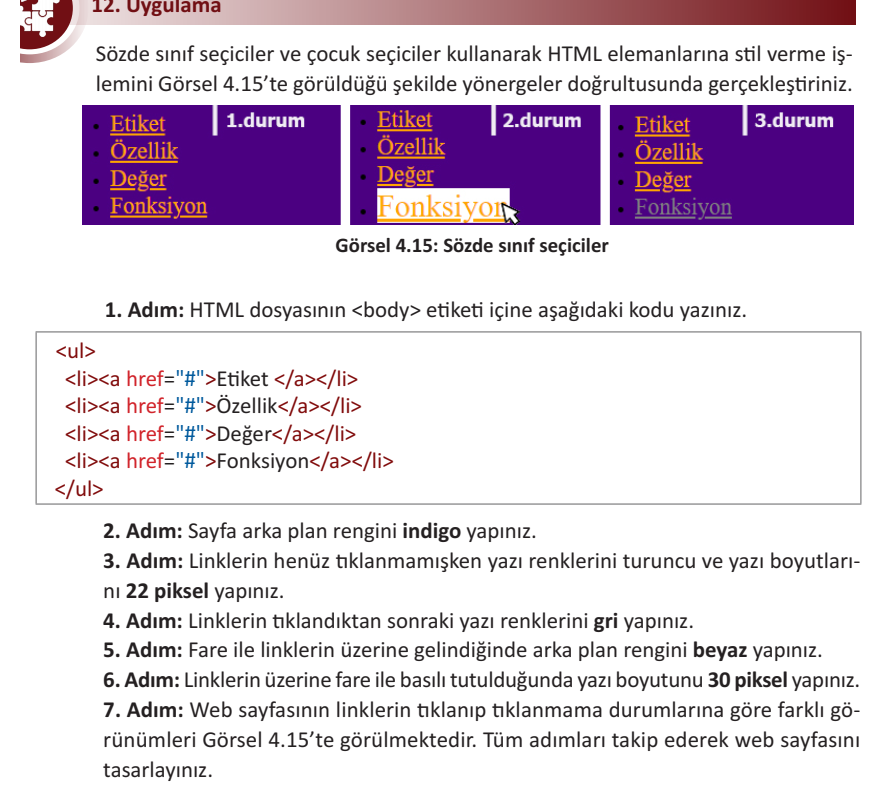 12. Uygulama
Sözde sınıf seçiciler ve çocuk seçiciler kullanarak HTML elemanlarına stil verme iş-
lemini Görsel 4.15’te görüldüğü şekilde yönergeler doğrultusunda gerçekleştiriniz.
Etiket 1.durum
Özellik
Değer
Fonksiyon
Etiket 2.durum
Özellik
Değer
Fonksiyon
Etiket 3.durum
Özellik
Değer
Fonksiyon
Görsel 4.15: Sözde sınıf seçiciler
1. Adım: HTML dosyasının <body> etiketi içine aşağıdaki kodu yazınız.
<ul>
<li><a href="#">Etiket </a></li>
<li><a href="#">Özellik</a></li>
<li><a href="#">Değer</a></li>
<li><a href="#">Fonksiyon</a></li>
</ul>
2. Adım: Sayfa arka plan rengini indigo yapınız.
3. Adım: Linklerin henüz tıklanmamışken yazı renklerini turuncu ve yazı boyutları-
nı 22 piksel yapınız.
4. Adım: Linklerin tıklandıktan sonraki yazı renklerini gri yapınız.
5. Adım: Fare ile linklerin üzerine gelindiğinde arka plan rengini beyaz yapınız.
6. Adım: Linklerin üzerine fare ile basılı tutulduğunda yazı boyutunu 30 piksel yapınız.
7. Adım: Web sayfasının linklerin tıklanıp tıklanmama durumlarına göre farklı gö-
rünümleri Görsel 4.15’te görülmektedir. Tüm adımları takip ederek web sayfasını
tasarlayınız.